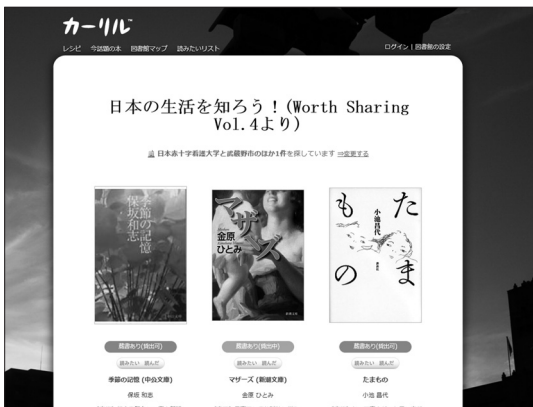 カーリル
レシピ 今話題の本 図書館マップ 読みたいリスト
ログイン | 図書館の設定
日本の生活を知ろう！(Worth Sharing
Vol.4より)
日本赤十字看護大学と武蔵野市のほか1件を探しています ⇒変更する
季節の記憶
保坂和志
マザーズ
金原
ひとみ
たま
もの
小池昌代
蔵書あり(貸出可)
蔵書あり(貸出中)
蔵書あり(貸出可)
読みたい 読んだ
読みたい 読んだ
読みたい 読んだ
季節の記憶 (中公文庫)
マザーズ (新潮文庫)
たまもの
保坂 和志
金原 ひとみ
小池 昌代